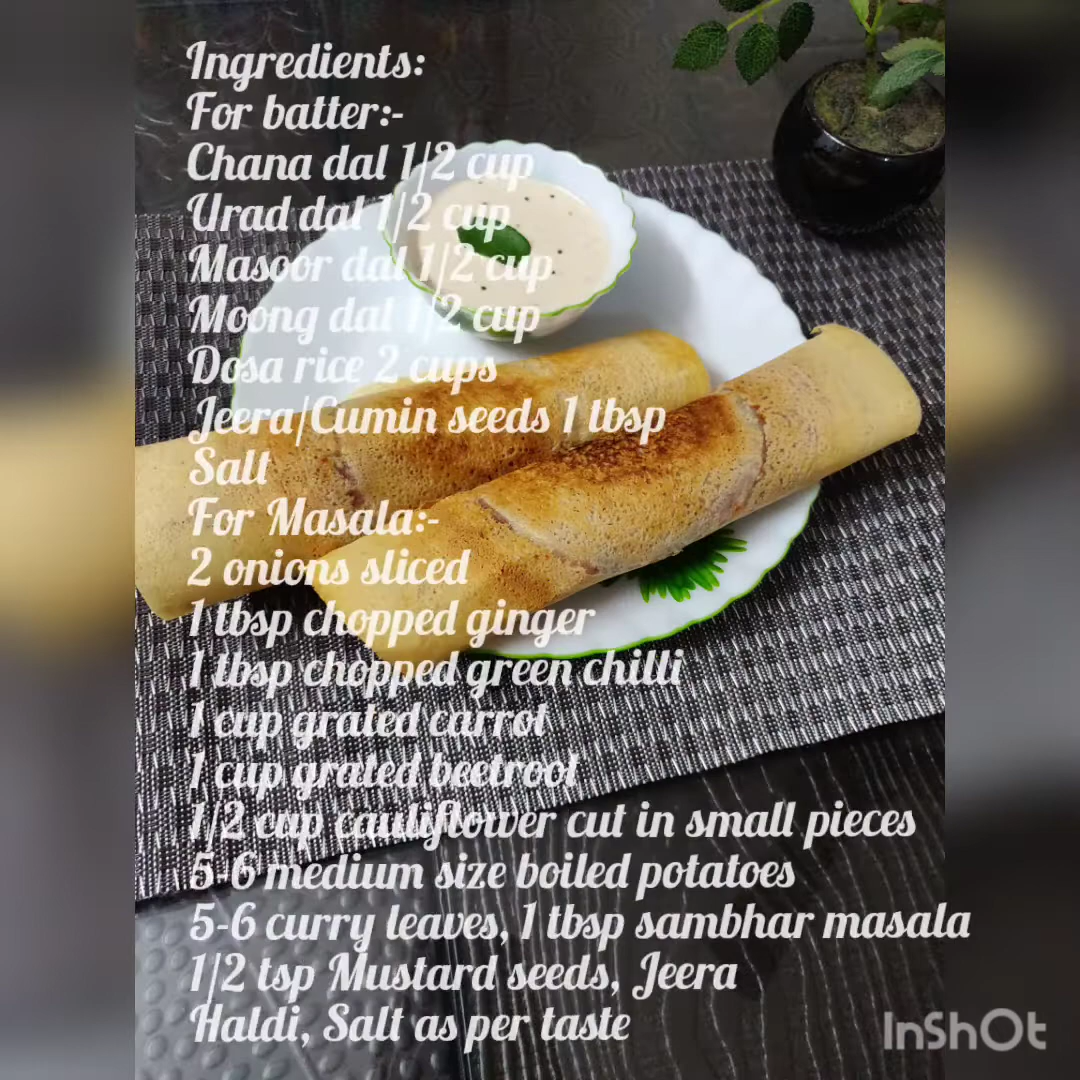 Ingredients:
For batter:-
Chana dal 1/2 cup
Urad dal 1/2 cup
Masoor dal 1/2 cup
Moong dal 1/2 cup
Dosa rice 2 cups
Jeera/Cumin seeds 1 tbsp
Salt
For Masala:-
2 onions sliced
1 tbsp chopped ginger
1 tbsp chopped green chilli
1 cup grated carrot
1 cup grated beetroot
1/2 cup cauliflower cut in small pieces
5-6 medium size boiled potatoes
5-6 curry leaves, 1 tbsp sambhar masala
1/2 tsp Mustard seeds, Jeera
Haldi, Salt as per taste
InShOt